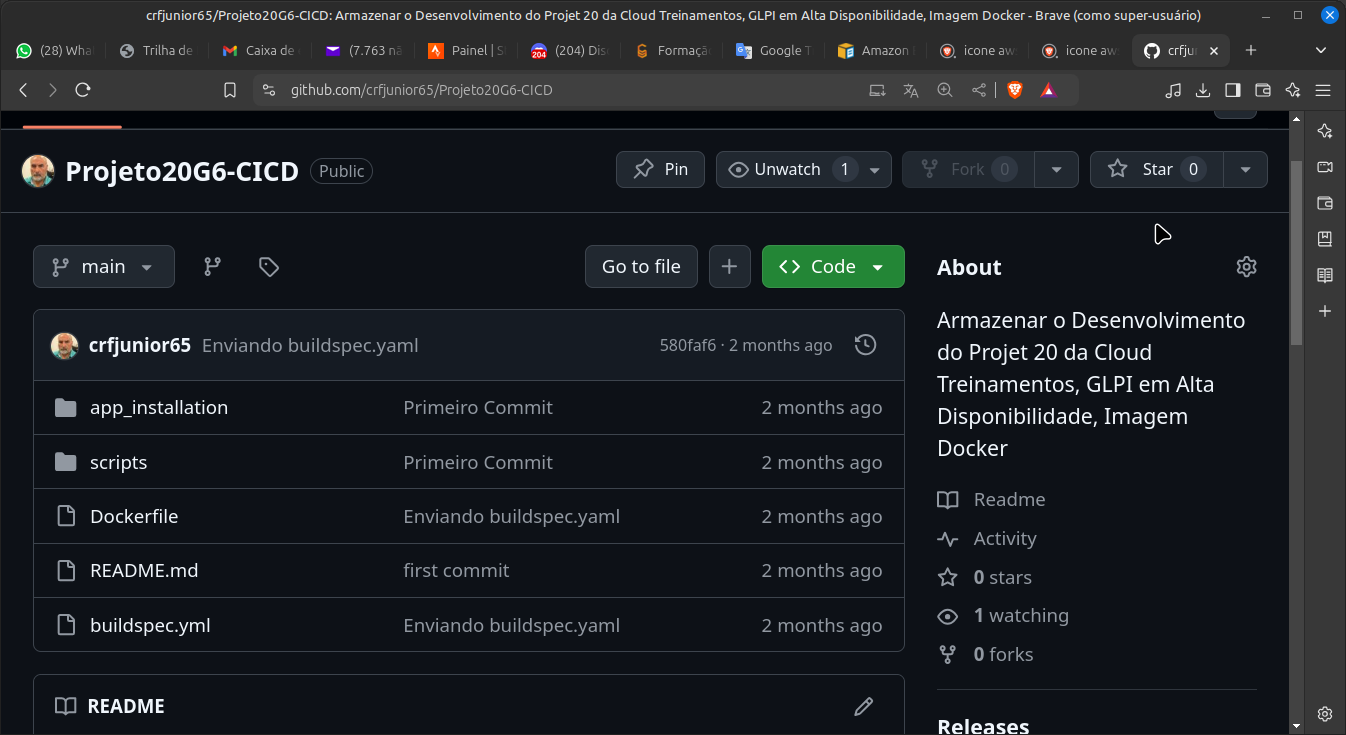 crfjunior65/Projeto20G6-CICD: Armazenar o Desenvolvimento do Projet 20 da Cloud Treinamentos, GLPI em Alta Disponibilidade, Imagem Docker - Brave (como super-usuário)
(28) Wha
Trilha de
Caixa de
(7.763 nã
Painel | S
204
(204) Dis
Formaçã
Google T
Amazon
icone aw
icone aw
crfju
github.com/crfjunior65/Projeto20G6-CICD
Projeto20G6-CICD
Public
Pin
Unwatch 1
Fork 0
Star 0
main
Go to file
Code
About
Armazenar o Desenvolvimento
do Projet 20 da Cloud
Treinamentos, GLPI em Alta
Disponibilidade, Imagem
Docker
crfjunior65 Enviando buildspec.yaml 580faf6 · 2 months ago
app_installation Primeiro Commit 2 months ago
scripts Primeiro Commit 2 months ago
Dockerfile Enviando buildspec.yaml 2 months ago
README.md first commit 2 months ago
buildspec.yml Enviando buildspec.yaml 2 months ago
README
Readme
Activity
0 stars
1 watching
0 forks
Releases